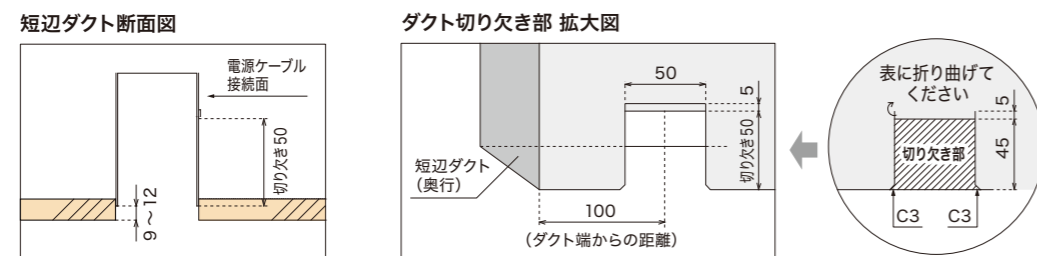 短辺ダクト断面図
電源ケーブル
接続面
切り欠き50
9〜12
ダクト切り欠き部 拡大図
50
5
切り欠き50
短辺ダクト
（奥行）
100
（ダクト端からの距離）
表に折り曲げて
ください
5
切り欠き部
45
C3
C3